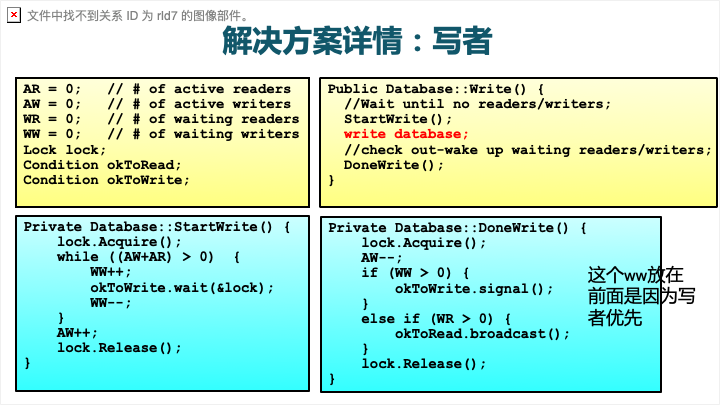 文件中找不到关系 ID 为 rId7 的图像部件。
解决方案详情：写者
AR = 0;   // # of active readers
AW = 0;   // # of active writers
WR = 0;   // # of waiting readers
WW = 0;   // # of waiting writers
Lock lock;
Condition okToRead;
Condition okToWrite;
Public Database::Write() {
  //Wait until no readers/writers;
  StartWrite();
  write database;
  //check out-wake up waiting readers/writers;
  DoneWrite();
}
Private Database::StartWrite() {
    lock.Acquire();
    while ((AW+AR) > 0)  {
        WW++;
        okToWrite.wait(&lock);
        WW--;
    }
    AW++;
    lock.Release();
}
Private Database::DoneWrite() {
    lock.Acquire();
    AW--;
    if (WW > 0) {
        okToWrite.signal();
    }
    else if (WR > 0) {
        okToRead.broadcast();
    }
    lock.Release();
}
这个ww放在
前面是因为写
者优先